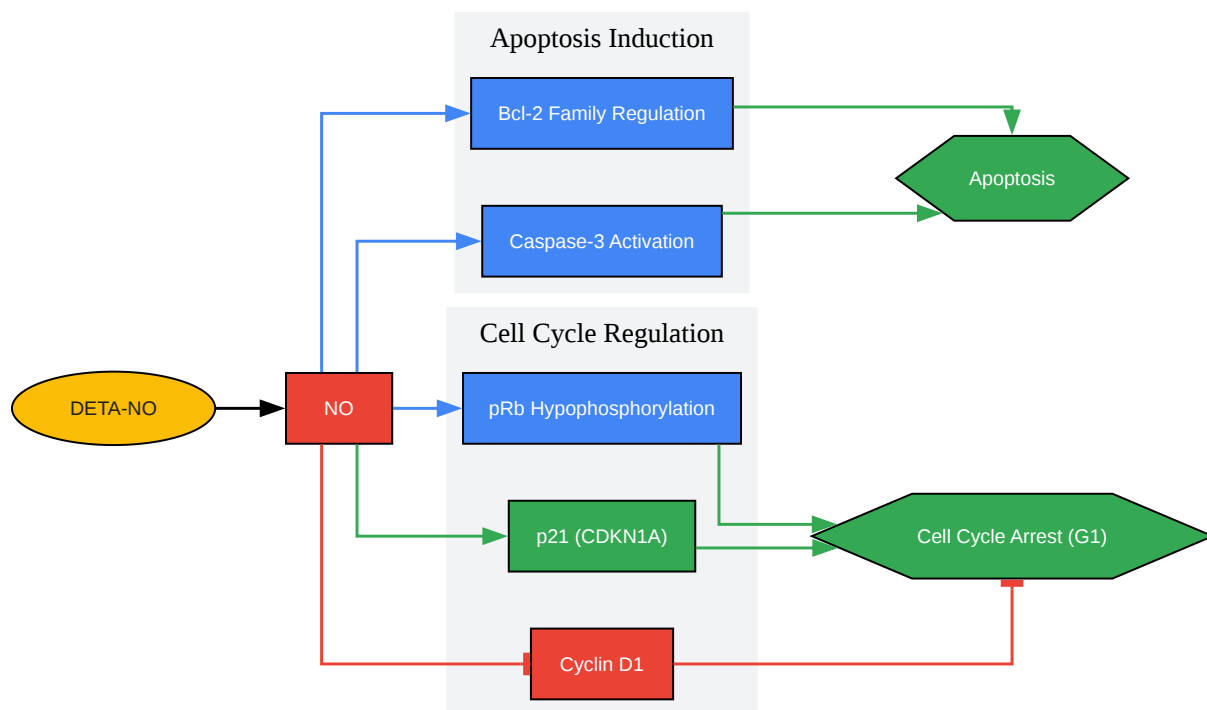 Apoptosis Induction
Bcl-2 Family Regulation
Apoptosis
Caspase-3 Activation
Cell Cycle Regulation
DETA-NO
NO
pRb Hypophosphorylation
p21 (CDKN1A)
Cell Cycle Arrest (G1)
Cyclin D1